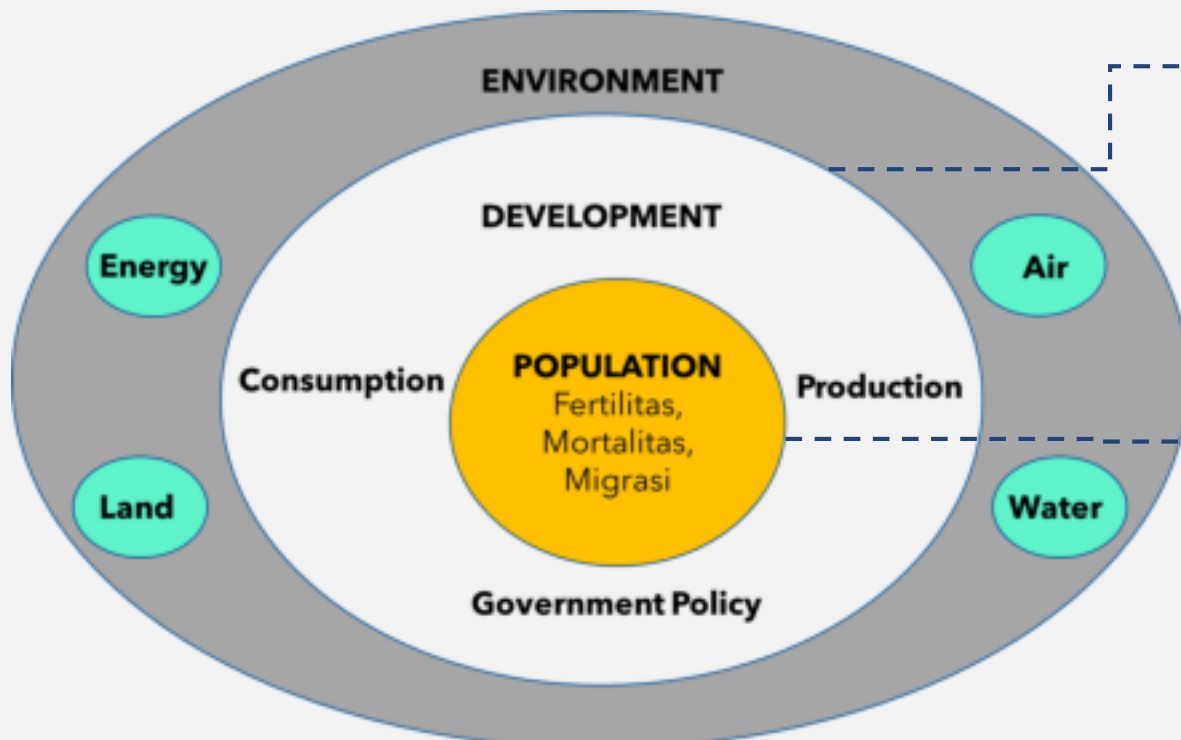 ENVIRONMENT
DEVELOPMENT
Energy
Air
POPULATION
Fertilitas,
Mortalitas,
Migrasi
Consumption
Production
Land
Water
Government Policy